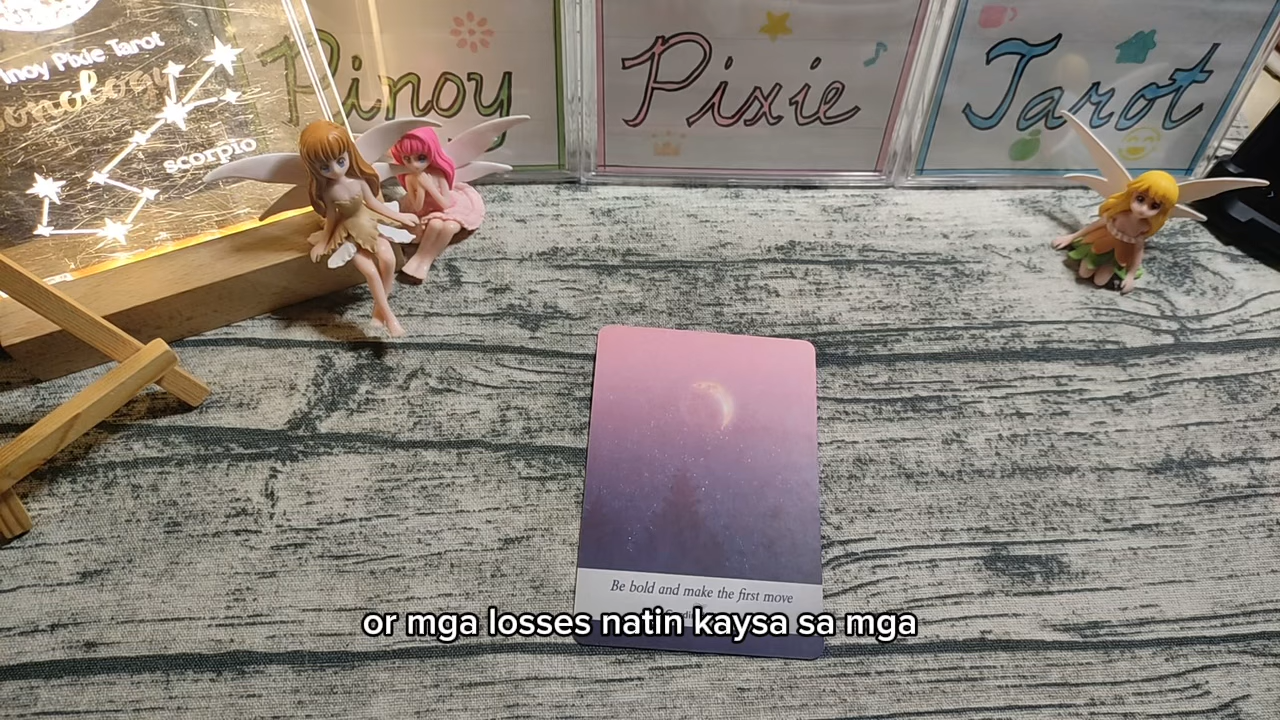 Pinoy Pixie Tarot
scorpio
Pinoy
Pixie
Tarot
Be bold and make the first move
or mga losses natin kaysa sa mga